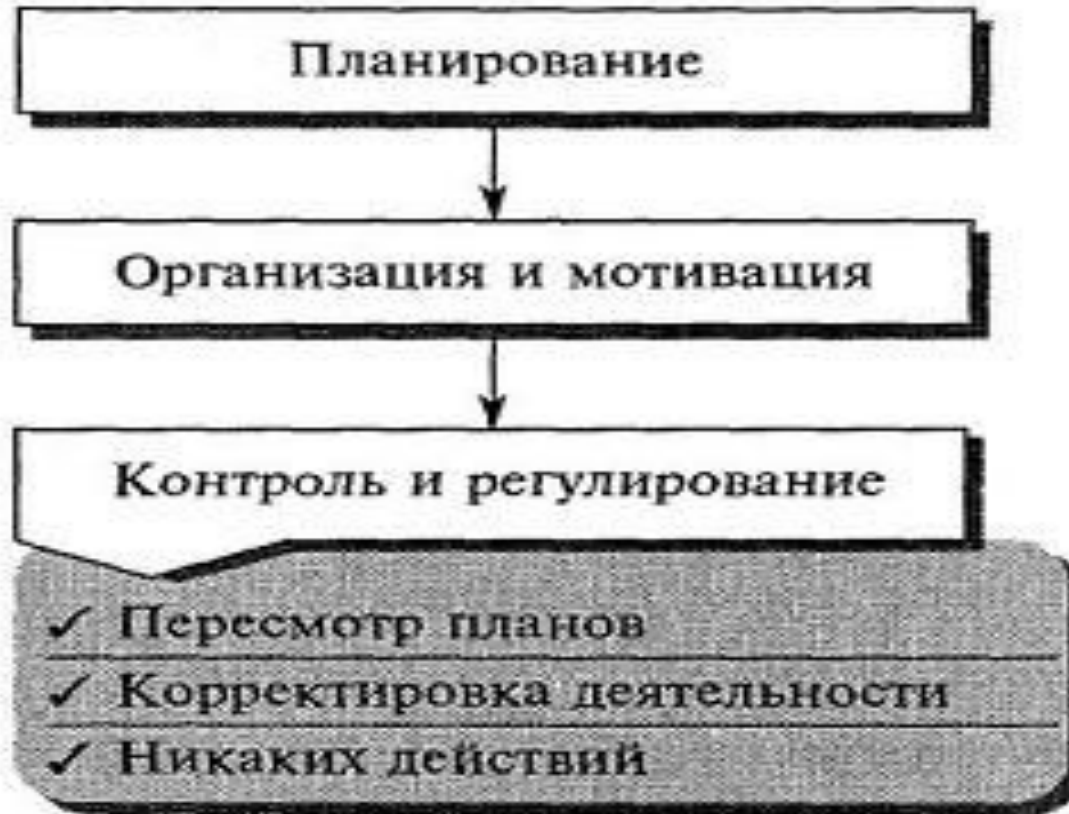 Планирование
Организация и мотивация
Контроль и регулирование
✓ Пересмотр планов
✓ Корректировка деятельности
✓ Никаких действий